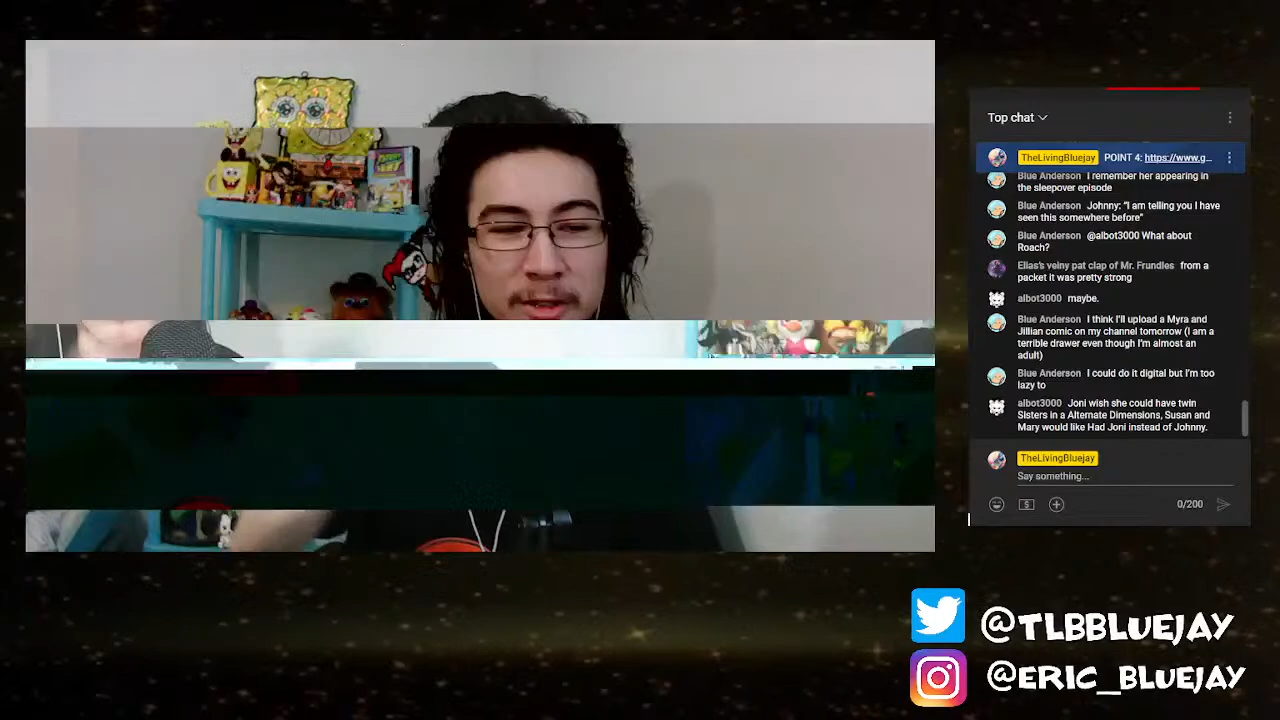 Top chat
TheLivingBluejay POINT 4: https://www.g...
Blue Anderson I remember her appearing in
the sleepover episode
Blue Anderson Johnny: “I am telling you I have
seen this somewhere before”
Blue Anderson @albot3000 What about
Roach?
Elias's veiny pat clap of Mr. Frundles from a
packet it was pretty strong
albot3000 maybe.
Blue Anderson I think I’ll upload a Myra and
Jillian comic on my channel tomorrow (I am a
terrible drawer even though I’m almost an
adult)
Blue Anderson I could do it digital but I’m too
lazy to
albot3000 Joni wish she could have twin
Sisters in a Alternate Dimensions, Susan and
Mary would like Had Joni instead of Johnny.
TheLivingBluejay
Say something...
0/200
@TLBBLUEJAY
@ERIC_BLUEJAY